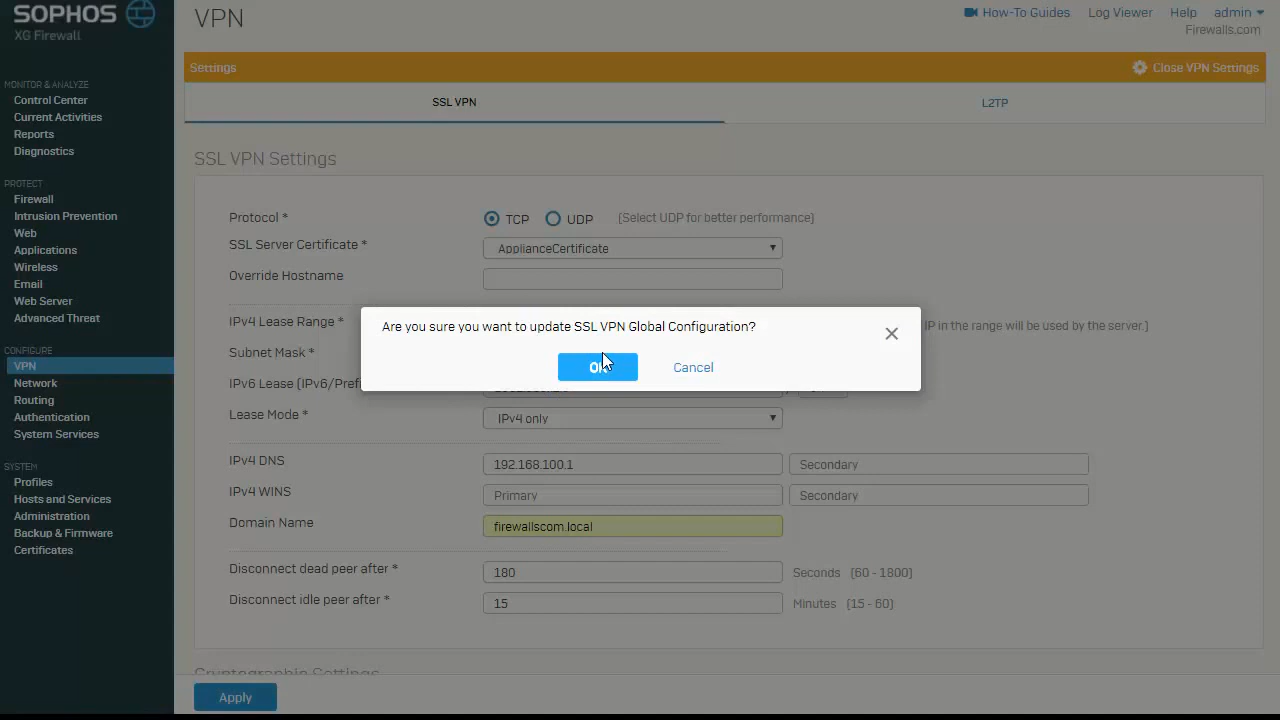 SOPHOS
XG Firewall
MONITOR & ANALYZE
Control Center
Current Activities
Reports
Diagnostics
PROTECT
Firewall
Intrusion Prevention
Web
Applications
Wireless
Email
Web Server
Advanced Threat
CONFIGURE
VPN
Network
Routing
Authentication
System Services
SYSTEM
Profiles
Hosts and Services
Administration
Backup & Firmware
Certificates
VPN
How-To Guides Log Viewer Help admin
Firewalls.com
Settings Close VPN Settings
SSL VPN L2TP
SSL VPN Settings
Protocol * TCP UDP (Select UDP for better performance)
SSL Server Certificate * ApplianceCertificate
Override Hostname
IPv4 Lease Range * IP in the range will be used by the server.)
Subnet Mask *
IPv6 Lease (IPv6/Prefi
Lease Mode * IPv4 only
Are you sure you want to update SSL VPN Global Configuration?
OK Cancel
IPv4 DNS 192.168.100.1 Secondary
IPv4 WINS Primary Secondary
Domain Name firewallscom.local
Disconnect dead peer after * 180 Seconds (60 - 1800)
Disconnect idle peer after * 15 Minutes (15 - 60)
Cryptographic Settings
Apply